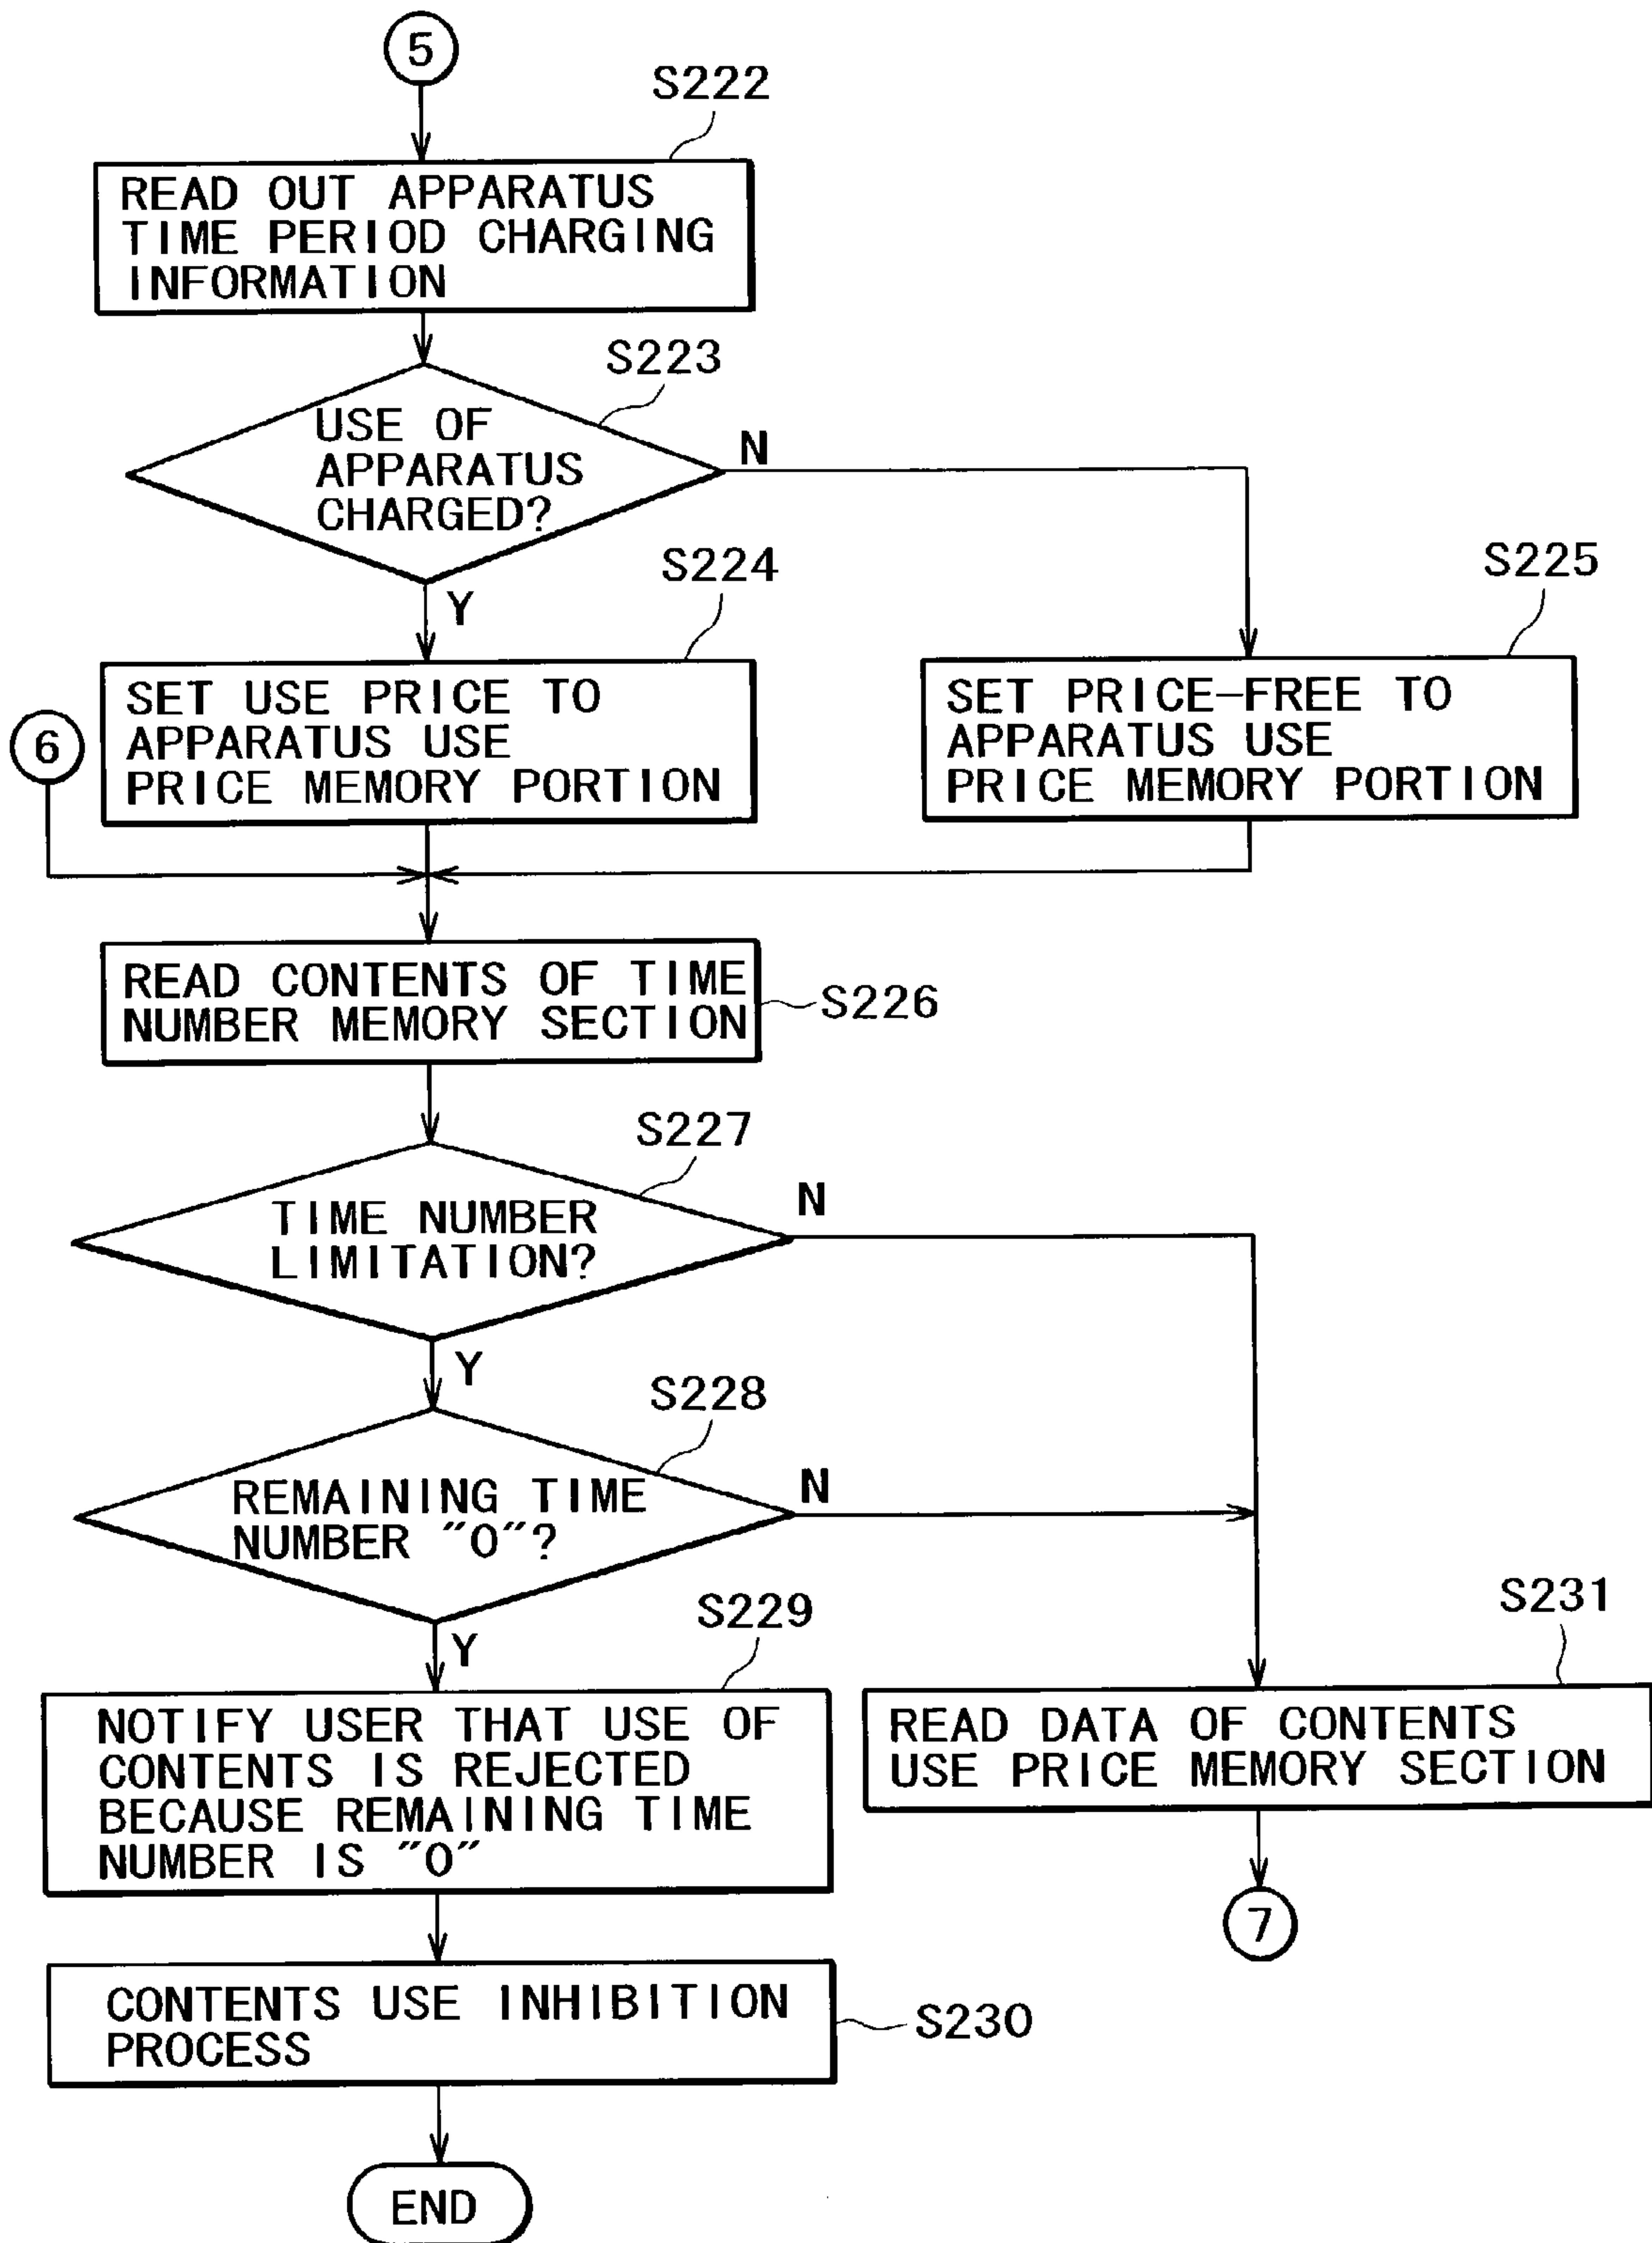 5
S222
READ OUT APPARATUS
TIME PERIOD CHARGING
INFORMATION
S223
USE OF
APPARATUS
CHARGED?
N
Y
S224
S225
SET USE PRICE TO
APPARATUS USE
PRICE MEMORY PORTION
SET PRICE-FREE TO
APPARATUS USE
PRICE MEMORY PORTION
6
READ CONTENTS OF TIME
NUMBER MEMORY SECTION
S226
S227
TIME NUMBER
LIMITATION?
N
Y
S228
REMAINING TIME
NUMBER "0"?
N
Y
S229
S231
NOTIFY USER THAT USE OF
CONTENTS IS REJECTED
BECAUSE REMAINING TIME
NUMBER IS "0"
READ DATA OF CONTENTS
USE PRICE MEMORY SECTION
7
CONTENTS USE INHIBITION
PROCESS
S230
END